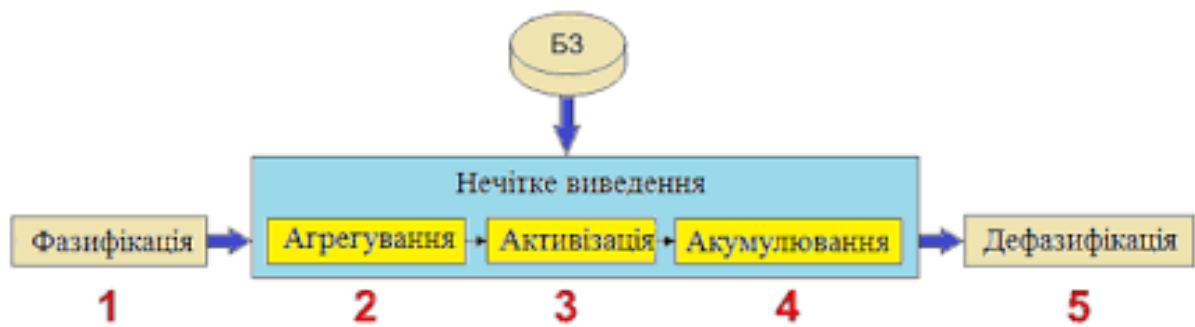 БЗ
Нечітке виведення
Фазифікація
Агрегування
Активізація
Акумулювання
Дефазифікація
1
2
3
4
5